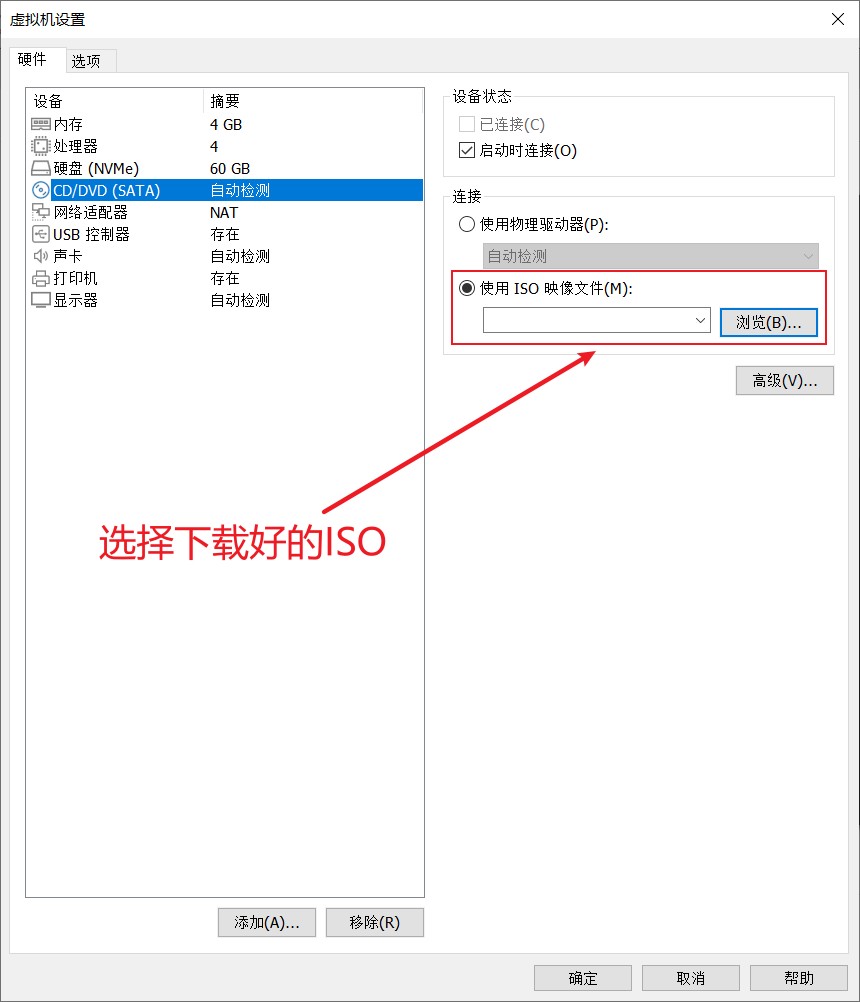 虚拟机设置
硬件 选项
设备 摘要
内存 4 GB
处理器 4
硬盘 (NVMe) 60 GB
CD/DVD (SATA) 自动检测
网络适配器 NAT
USB 控制器 存在
声卡 自动检测
打印机 存在
显示器 自动检测
设备状态
已连接(C)
启动时连接(O)
连接
使用物理驱动器(P):
自动检测
使用 ISO 映像文件(M):
浏览(B)...
高级(V)...
选择下载好的ISO
添加(A)... 移除(R)
确定 取消 帮助